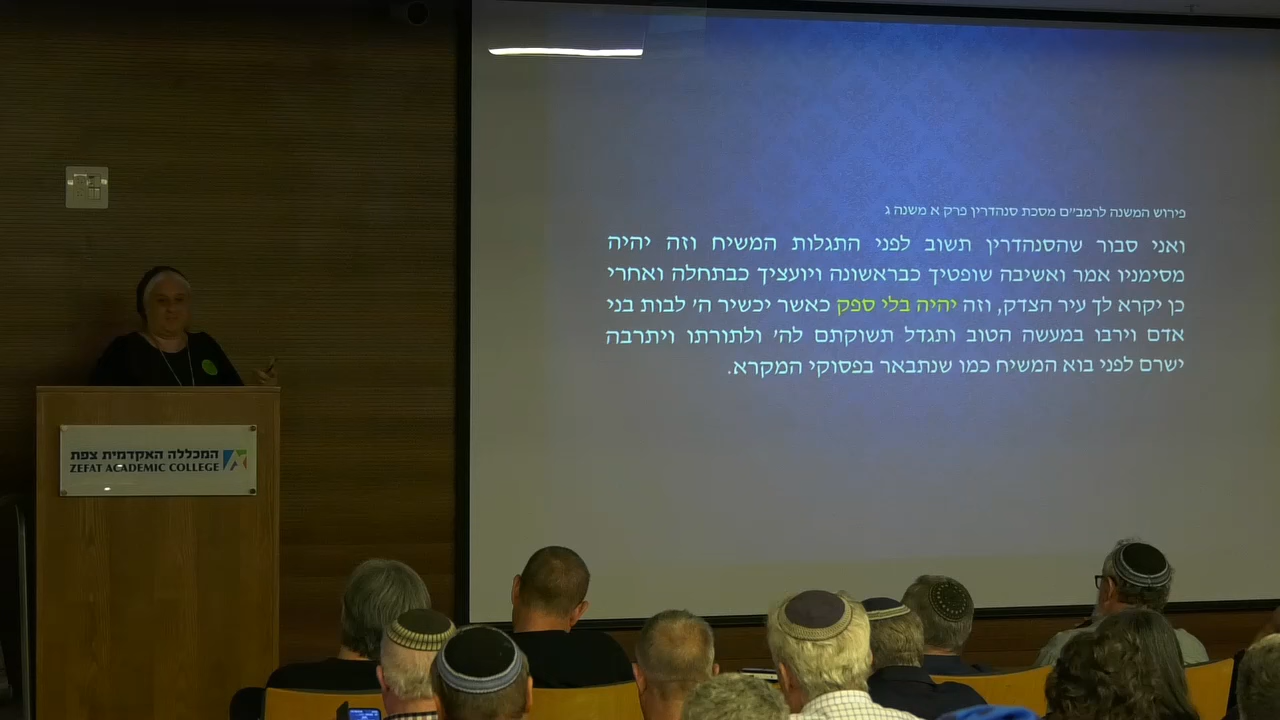 פירוש המשנה לרמב״ם מסכת סנהדרין פרק א משנה ג
ואני סבור שהסנהדרין תשוב לפני התגלות המשיח וזה יהיה
מסימניו אמר ואשיבה שופטיך כבראשונה ויועציך כבתחלה ואחרי
כן יקרא לך עיר הצדק, וזה יהיה בלי ספק כאשר יכשיר ה׳ לבות בני
אדם וירבו במעשה הטוב ותגדל תשוקתם לה׳ ולתורתו ויתרבה
ישרם לפני בוא המשיח כמו שנתבאר בפסוקי המקרא.
המכללה האקדמית צפת
ZEFAT ACADEMIC COLLEGE